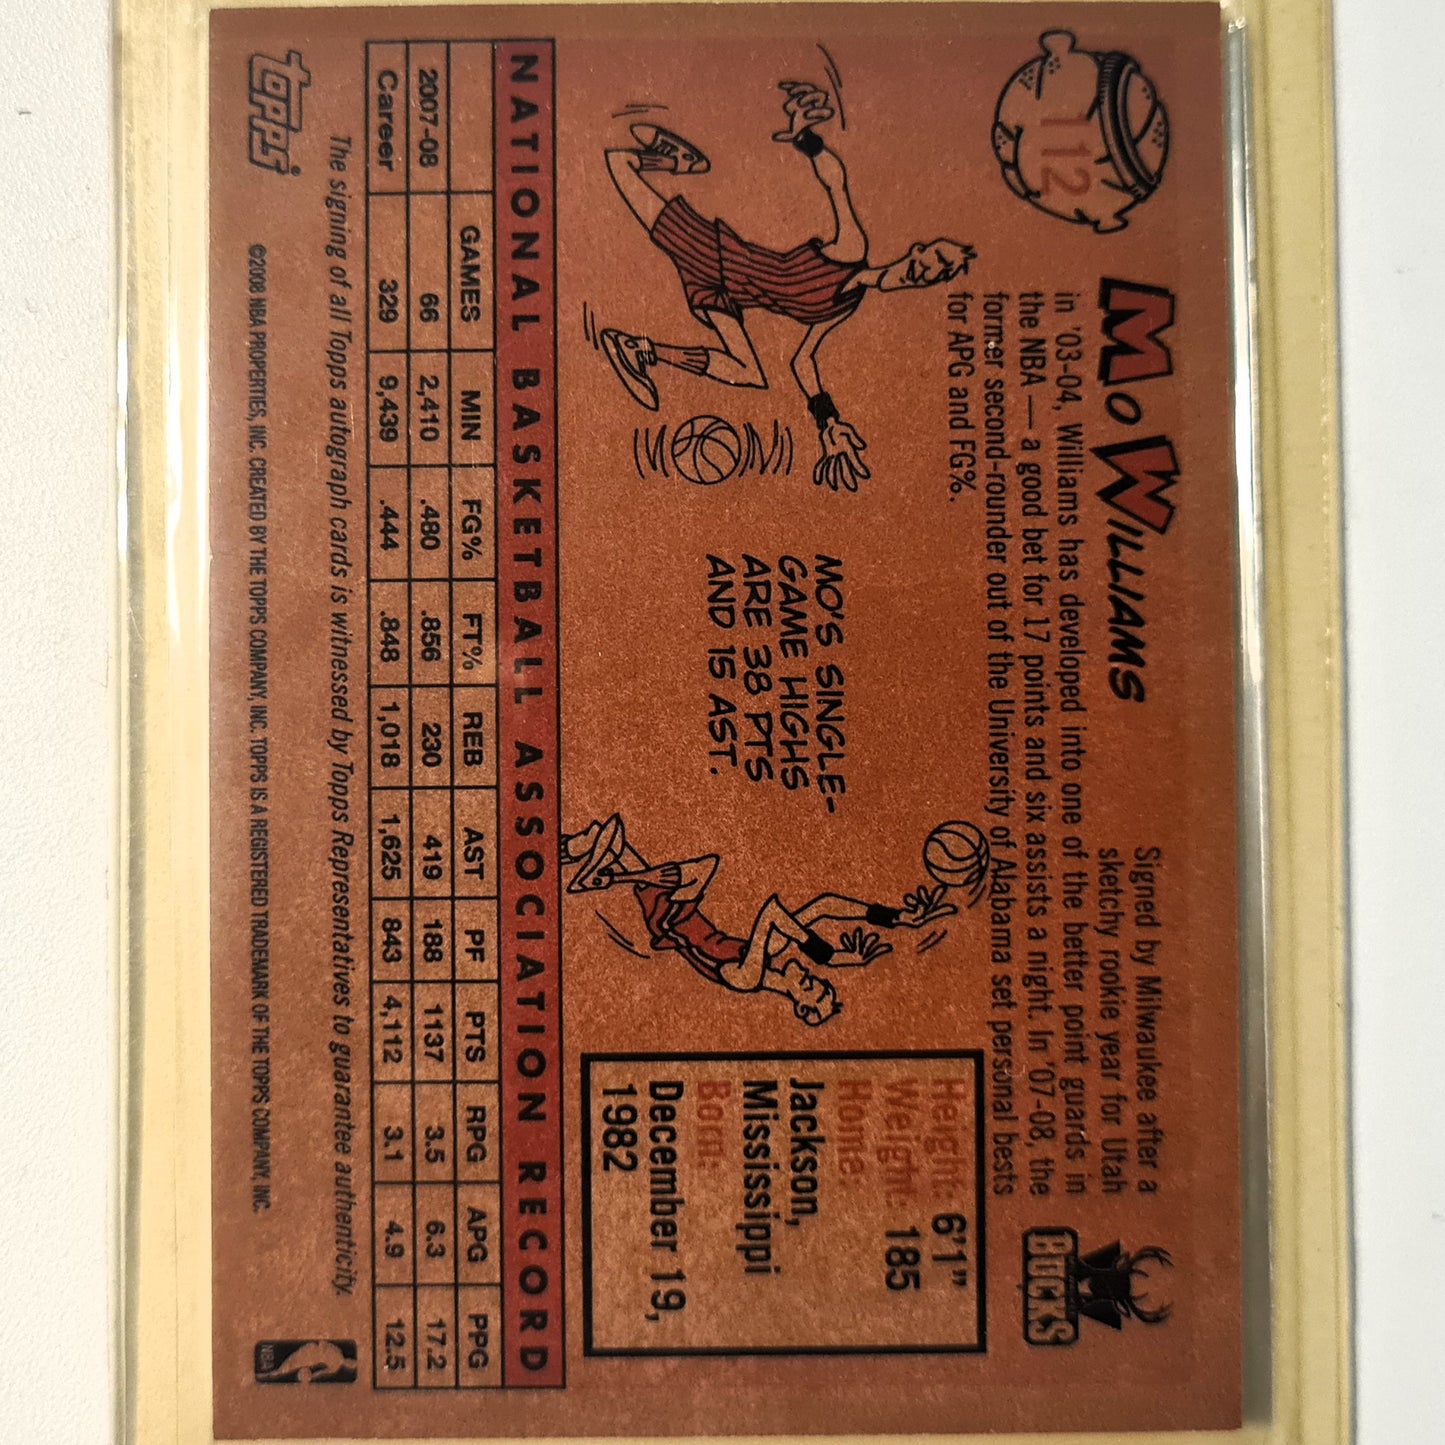 112
Mo Williams
Signed by Milwaukee after a
sketchy rookie year for Utah
in '03-04, Williams has developed into one of the better point guards in
the NBA — a good bet for 17 points and six assists a night. In '07-08, the
former second-rounder out of the University of Alabama set personal bests
for APG and FG%.
BUCKS
MO'S SINGLE-
GAME HIGHS
ARE 38 PTS
AND 15 AST.
Height: 6'1"
Weight: 185
Home:
Jackson,
Mississippi
Born:
December 19,
1982
NATIONAL BASKETBALL ASSOCIATION RECORD
GAMES MIN FG% FT% REB AST PF PTS RPG APG PPG
2007-08 66 2,410 .480 .856 230 419 188 1137 3.5 6.3 17.2
Career 329 9,439 .444 .848 1,018 1,625 843 4,112 3.1 4.9 12.5
The signing of all Topps autograph cards is witnessed by Topps Representatives to guarantee authenticity.
topps®
©2008 NBA PROPERTIES, INC. CREATED BY THE TOPPS COMPANY, INC. TOPPS IS A REGISTERED TRADEMARK OF THE TOPPS COMPANY, INC.
NBA